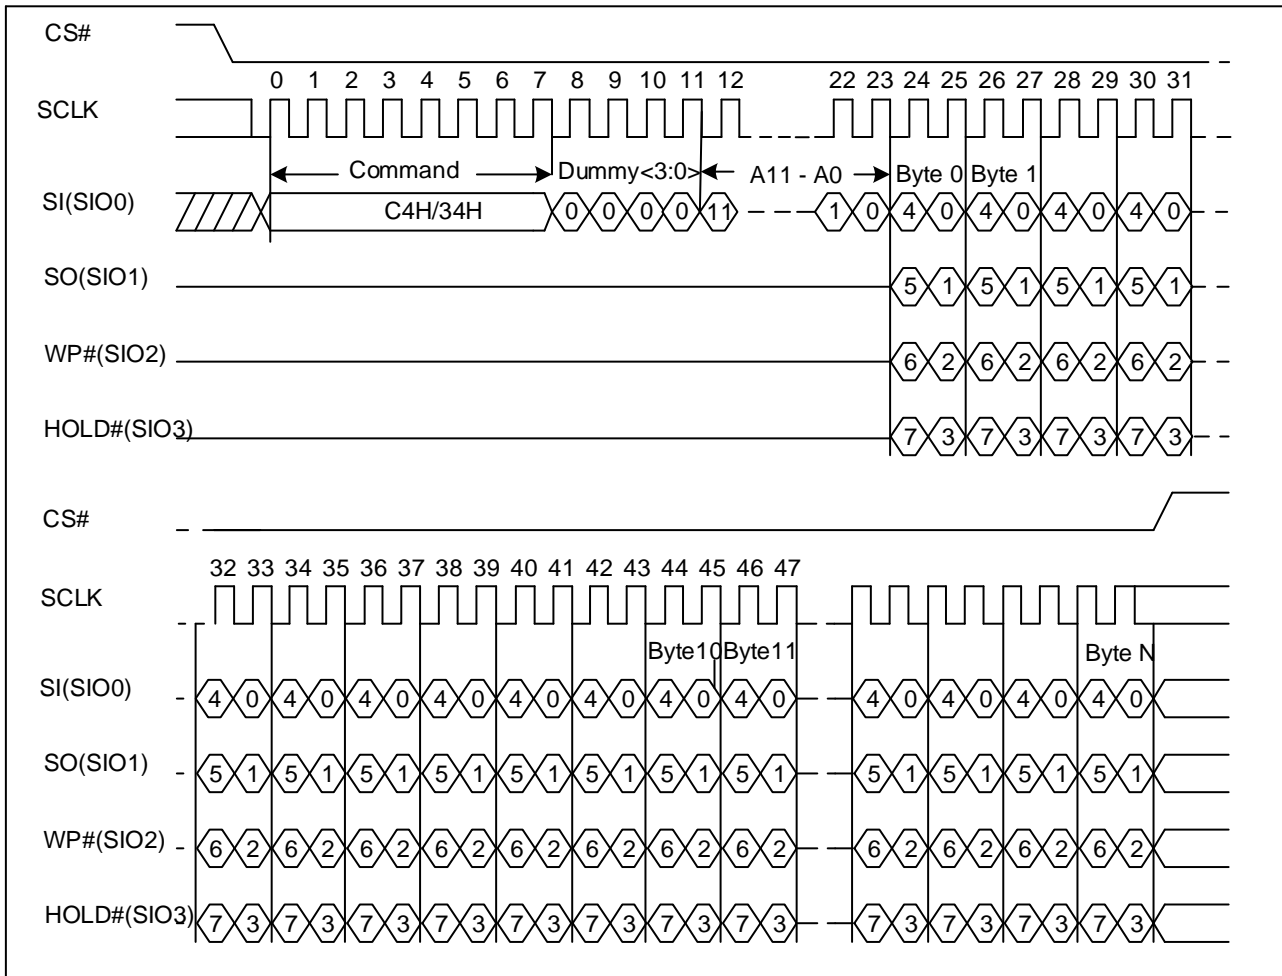 CS#
0 1 2 3 4 5 6 7 8 9 10 11 12 22 23 24 25 26 27 28 29 30 31
SCLK
Command Dummy<3:0> A11 - A0 Byte 0 Byte 1
SI(SIO0) C4H/34H 0 0 0 0 11 1 0 4 0 4 0 4 0 4 0
SO(SIO1) 5 1 5 1 5 1 5 1
WP#(SIO2) 6 2 6 2 6 2 6 2
HOLD#(SIO3) 7 3 7 3 7 3 7 3
CS#
32 33 34 35 36 37 38 39 40 41 42 43 44 45 46 47
SCLK
Byte10 Byte11 Byte N
SI(SIO0) 4 0 4 0 4 0 4 0 4 0 4 0 4 0 4 0 4 0 4 0 4 0 4 0
SO(SIO1) 5 1 5 1 5 1 5 1 5 1 5 1 5 1 5 1 5 1 5 1 5 1 5 1
WP#(SIO2) 6 2 6 2 6 2 6 2 6 2 6 2 6 2 6 2 6 2 6 2 6 2 6 2
HOLD#(SIO3) 7 3 7 3 7 3 7 3 7 3 7 3 7 3 7 3 7 3 7 3 7 3 7 3